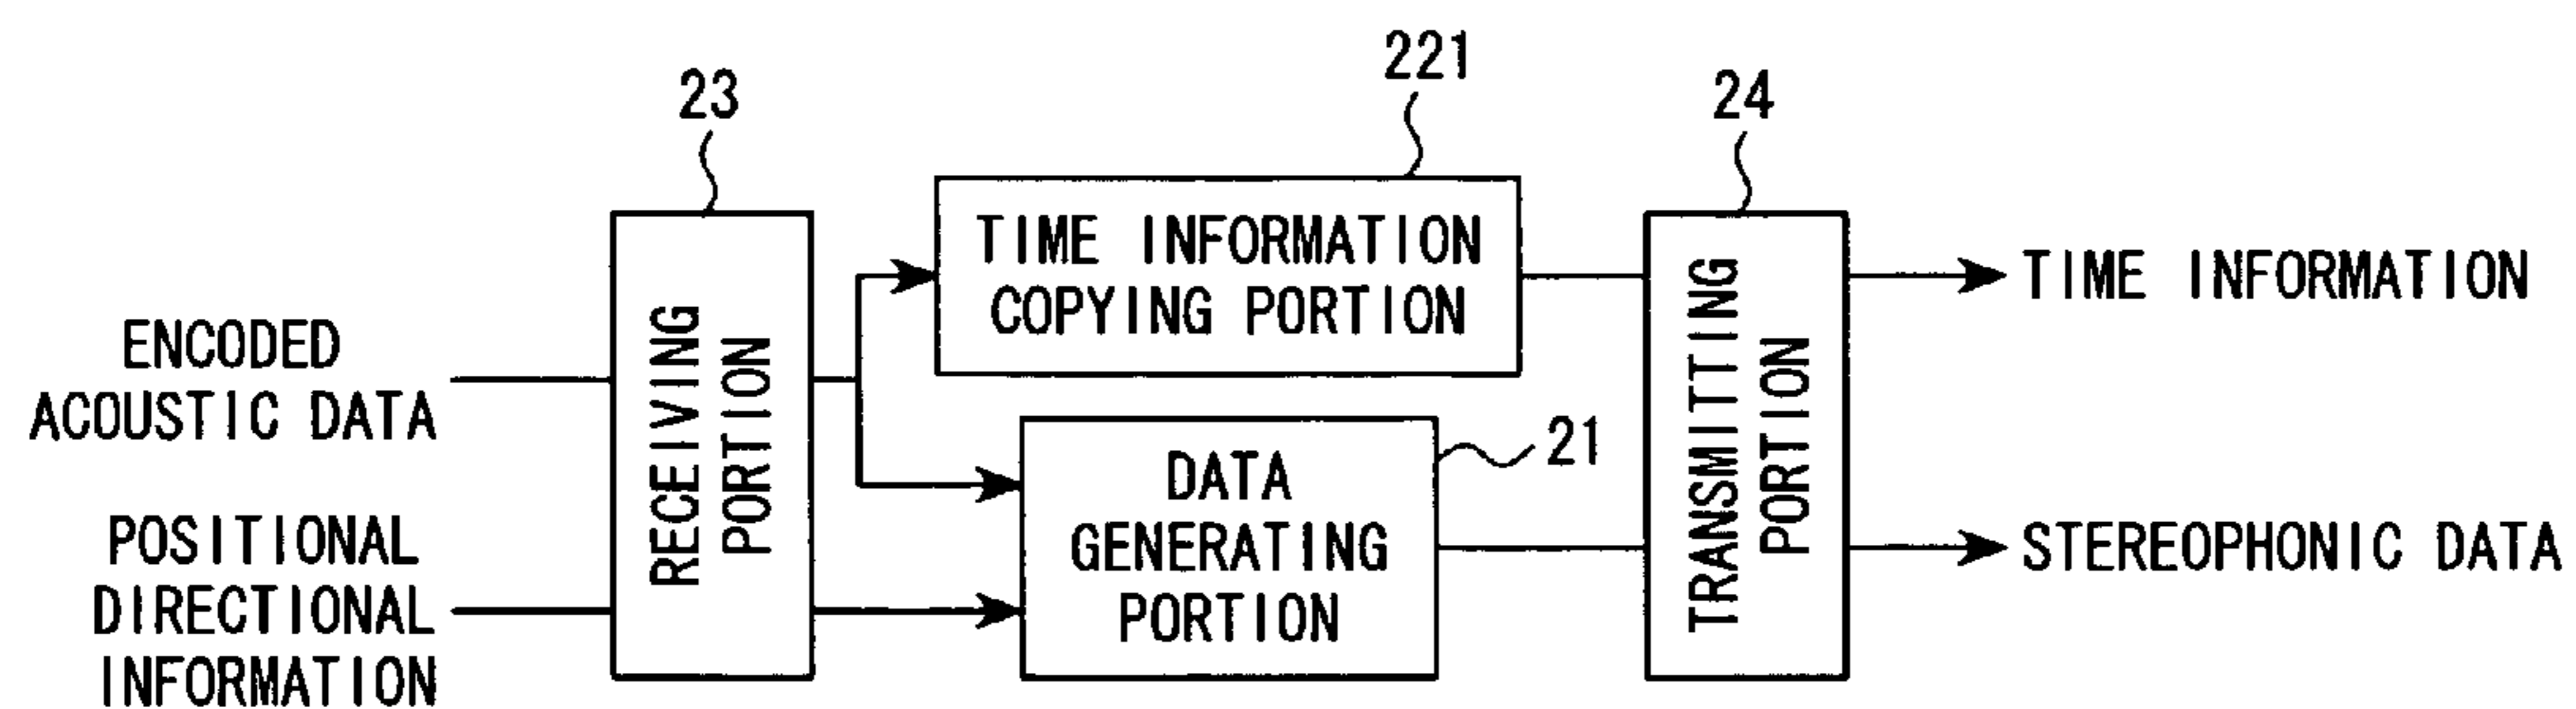 221
23
24
TIME INFORMATION
COPYING PORTION
TIME INFORMATION
ENCODED
ACOUSTIC DATA
RECEIVING
PORTION
TRANSMITTING
PORTION
21
DATA
GENERATING
PORTION
POSITIONAL
DIRECTIONAL
INFORMATION
STEREOPHONIC DATA